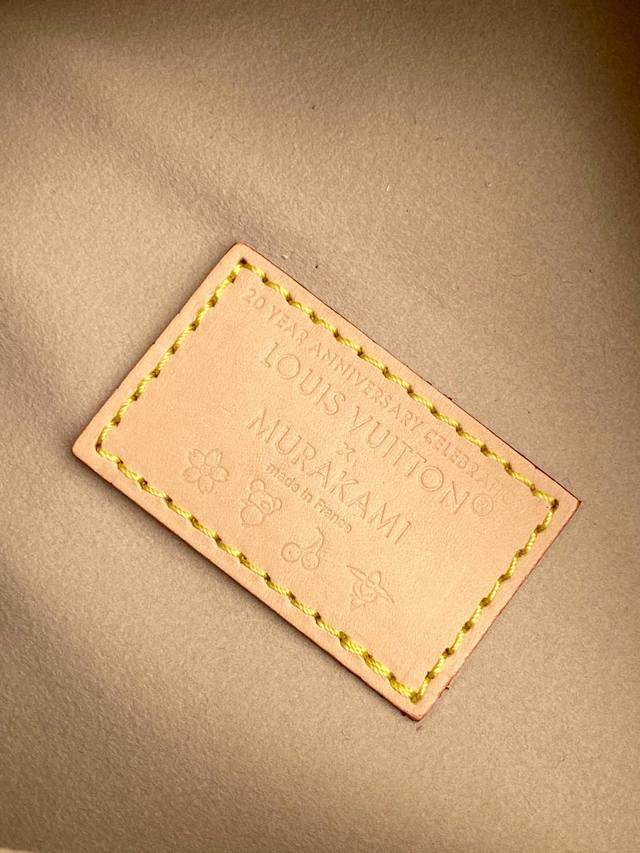 20 YEAR ANNIVERSARY CELEBRATION
LOUIS VUITTON®
x
MURAKAMI
made in France